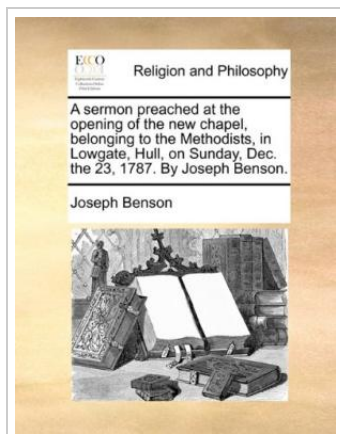 ECCO
Religion and Philosophy
A sermon preached at the
opening of the new chapel,
belonging to the Methodists, in
Lowgate, Hull, on Sunday, Dec.
the 23, 1787. By Joseph Benson.
Joseph Benson